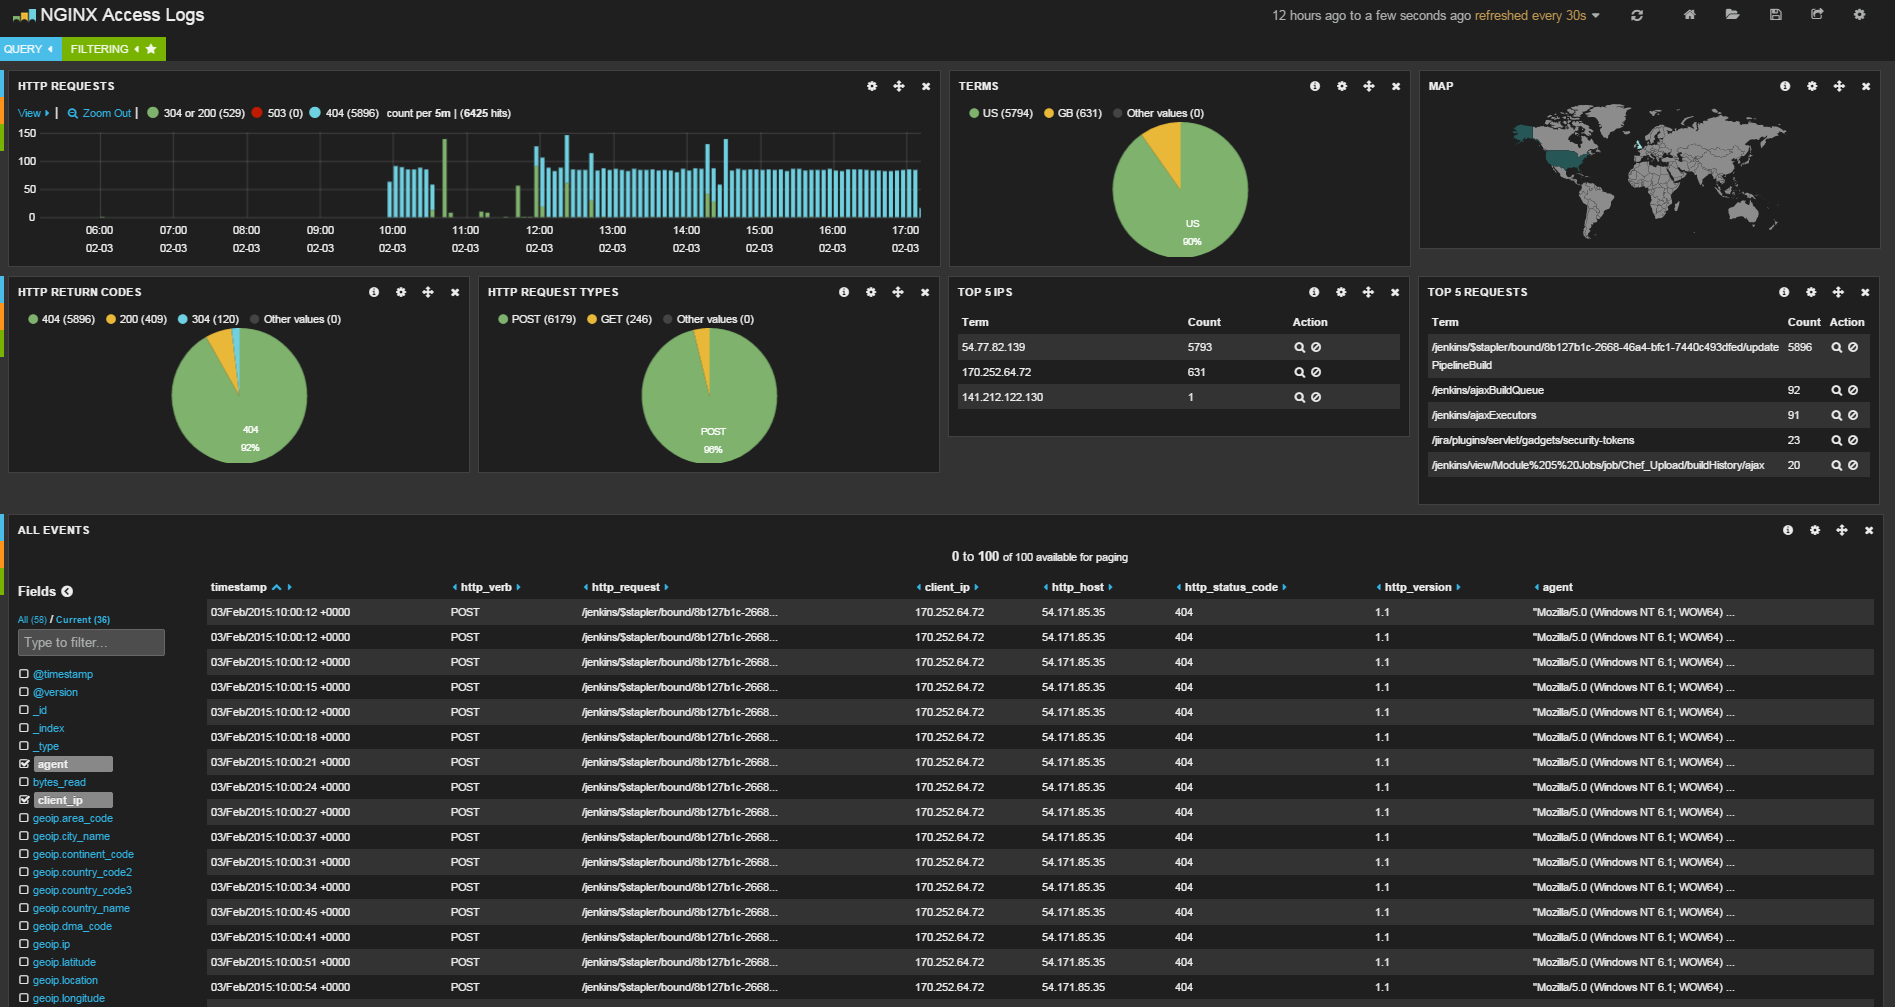 NGINX Access Logs
12 hours ago to a few seconds ago refreshed every 30s
QUERY FILTERING
HTTP REQUESTS
View | Zoom Out | 304 or 200 (529) 503 (0) 404 (5896) count per 5m | (6425 hits)
150
100
50
0
06:00 07:00 08:00 09:00 10:00 11:00 12:00 13:00 14:00 15:00 16:00 17:00
02-03 02-03 02-03 02-03 02-03 02-03 02-03 02-03 02-03 02-03 02-03 02-03
TERMS
US (5794) GB (631) Other values (0)
US
90%
MAP
HTTP RETURN CODES
404 (5896) 200 (409) 304 (120) Other values (0)
404
92%
HTTP REQUEST TYPES
POST (6179) GET (246) Other values (0)
POST
96%
TOP 5 IPS
Term Count Action
54.77.82.139 5793
170.252.64.72 631
141.212.122.130 1
TOP 5 REQUESTS
Term Count Action
/jenkins/$stapler/bound/8b127b1c-2668-46a4-bfc1-7440c493dfed/update 5896
PipelineBuild
/jenkins/ajaxBuildQueue 92
/jenkins/ajaxExecutors 91
/jira/plugins/servlet/gadgets/security-tokens 23
/jenkins/view/Module%205%20Jobs/job/Chef_Upload/buildHistory/ajax 20
ALL EVENTS
0 to 100 of 100 available for paging
Fields
All (58) / Current (36)
Type to filter...
@timestamp
@version
_id
_index
_type
agent
bytes_read
client_ip
geoip.area_code
geoip.city_name
geoip.continent_code
geoip.country_code2
geoip.country_code3
geoip.country_name
geoip.dma_code
geoip.ip
geoip.latitude
geoip.location
geoip.longitude
timestamp http_verb http_request client_ip http_host http_status_code http_version agent
03/Feb/2015:10:00:12 +0000 POST /jenkins/$stapler/bound/8b127b1c-2668... 170.252.64.72 54.171.85.35 404 1.1 "Mozilla/5.0 (Windows NT 6.1; WOW64) ...
03/Feb/2015:10:00:12 +0000 POST /jenkins/$stapler/bound/8b127b1c-2668... 170.252.64.72 54.171.85.35 404 1.1 "Mozilla/5.0 (Windows NT 6.1; WOW64) ...
03/Feb/2015:10:00:12 +0000 POST /jenkins/$stapler/bound/8b127b1c-2668... 170.252.64.72 54.171.85.35 404 1.1 "Mozilla/5.0 (Windows NT 6.1; WOW64) ...
03/Feb/2015:10:00:15 +0000 POST /jenkins/$stapler/bound/8b127b1c-2668... 170.252.64.72 54.171.85.35 404 1.1 "Mozilla/5.0 (Windows NT 6.1; WOW64) ...
03/Feb/2015:10:00:12 +0000 POST /jenkins/$stapler/bound/8b127b1c-2668... 170.252.64.72 54.171.85.35 404 1.1 "Mozilla/5.0 (Windows NT 6.1; WOW64) ...
03/Feb/2015:10:00:18 +0000 POST /jenkins/$stapler/bound/8b127b1c-2668... 170.252.64.72 54.171.85.35 404 1.1 "Mozilla/5.0 (Windows NT 6.1; WOW64) ...
03/Feb/2015:10:00:21 +0000 POST /jenkins/$stapler/bound/8b127b1c-2668... 170.252.64.72 54.171.85.35 404 1.1 "Mozilla/5.0 (Windows NT 6.1; WOW64) ...
03/Feb/2015:10:00:24 +0000 POST /jenkins/$stapler/bound/8b127b1c-2668... 170.252.64.72 54.171.85.35 404 1.1 "Mozilla/5.0 (Windows NT 6.1; WOW64) ...
03/Feb/2015:10:00:27 +0000 POST /jenkins/$stapler/bound/8b127b1c-2668... 170.252.64.72 54.171.85.35 404 1.1 "Mozilla/5.0 (Windows NT 6.1; WOW64) ...
03/Feb/2015:10:00:37 +0000 POST /jenkins/$stapler/bound/8b127b1c-2668... 170.252.64.72 54.171.85.35 404 1.1 "Mozilla/5.0 (Windows NT 6.1; WOW64) ...
03/Feb/2015:10:00:31 +0000 POST /jenkins/$stapler/bound/8b127b1c-2668... 170.252.64.72 54.171.85.35 404 1.1 "Mozilla/5.0 (Windows NT 6.1; WOW64) ...
03/Feb/2015:10:00:34 +0000 POST /jenkins/$stapler/bound/8b127b1c-2668... 170.252.64.72 54.171.85.35 404 1.1 "Mozilla/5.0 (Windows NT 6.1; WOW64) ...
03/Feb/2015:10:00:45 +0000 POST /jenkins/$stapler/bound/8b127b1c-2668... 170.252.64.72 54.171.85.35 404 1.1 "Mozilla/5.0 (Windows NT 6.1; WOW64) ...
03/Feb/2015:10:00:41 +0000 POST /jenkins/$stapler/bound/8b127b1c-2668... 170.252.64.72 54.171.85.35 404 1.1 "Mozilla/5.0 (Windows NT 6.1; WOW64) ...
03/Feb/2015:10:00:51 +0000 POST /jenkins/$stapler/bound/8b127b1c-2668... 170.252.64.72 54.171.85.35 404 1.1 "Mozilla/5.0 (Windows NT 6.1; WOW64) ...
03/Feb/2015:10:00:54 +0000 POST /jenkins/$stapler/bound/8b127b1c-2668... 170.252.64.72 54.171.85.35 404 1.1 "Mozilla/5.0 (Windows NT 6.1; WOW64) ...